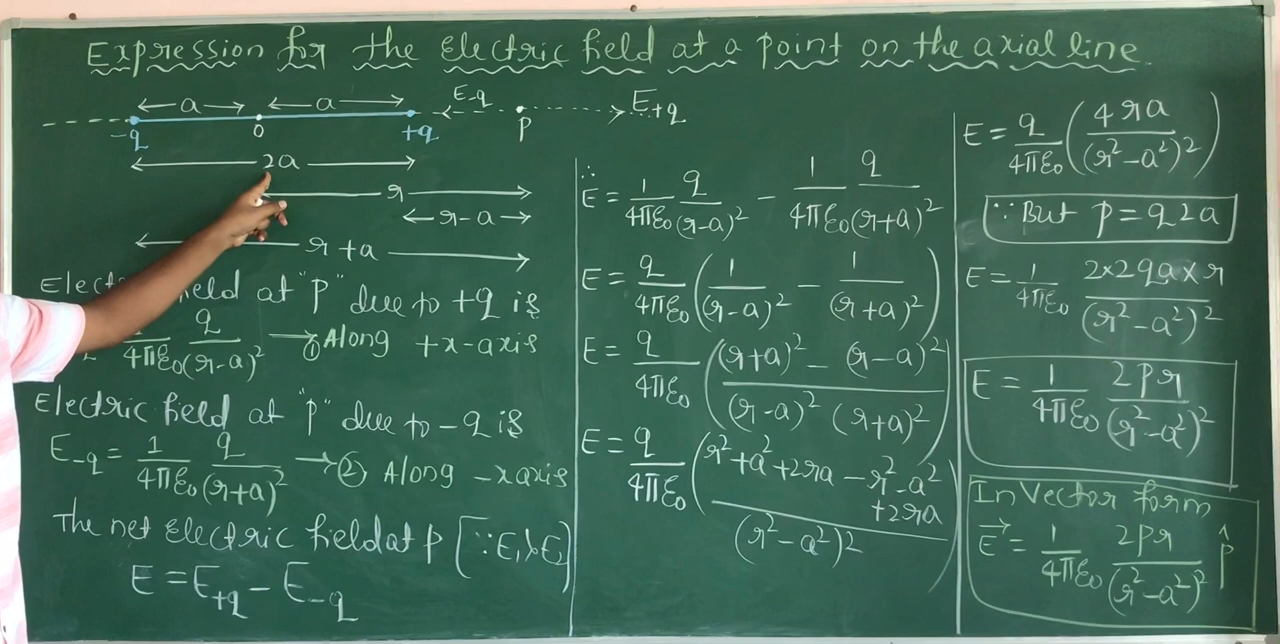 Expression for the electric field at a point on the axial line
a a E-q E+q
-q 0 +q P
2a
r
r-a
r+a
field at "P" due to +q is
1/4πε₀ q/(r-a)² → ① Along +x-axis
Electric field at "P" due to -q is
E-q = 1/4πε₀ q/(r+a)² → ② Along -x axis
The net electric field at P [∵ E₁ > E₂]
E = E+q - E-q
∴ E = 1/4πε₀ q/(r-a)² - 1/4πε₀ q/(r+a)²
E = q/4πε₀ (1/(r-a)² - 1/(r+a)²)
E = q/4πε₀ ((r+a)² - (r-a)²/(r-a)² (r+a)²)
E = q/4πε₀ (r²+a²+2ra-r²-a²+2ra/(r²-a²)²)
E = q/4πε₀ (4ra/(r²-a²)²)
∵ But P = q2a
E = 1/4πε₀ 2×2qa×r/(r²-a²)²
E = 1/4πε₀ 2pr/(r²-a²)²
In Vector form
E⃗ = 1/4πε₀ 2pr/(r²-a²)² p̂